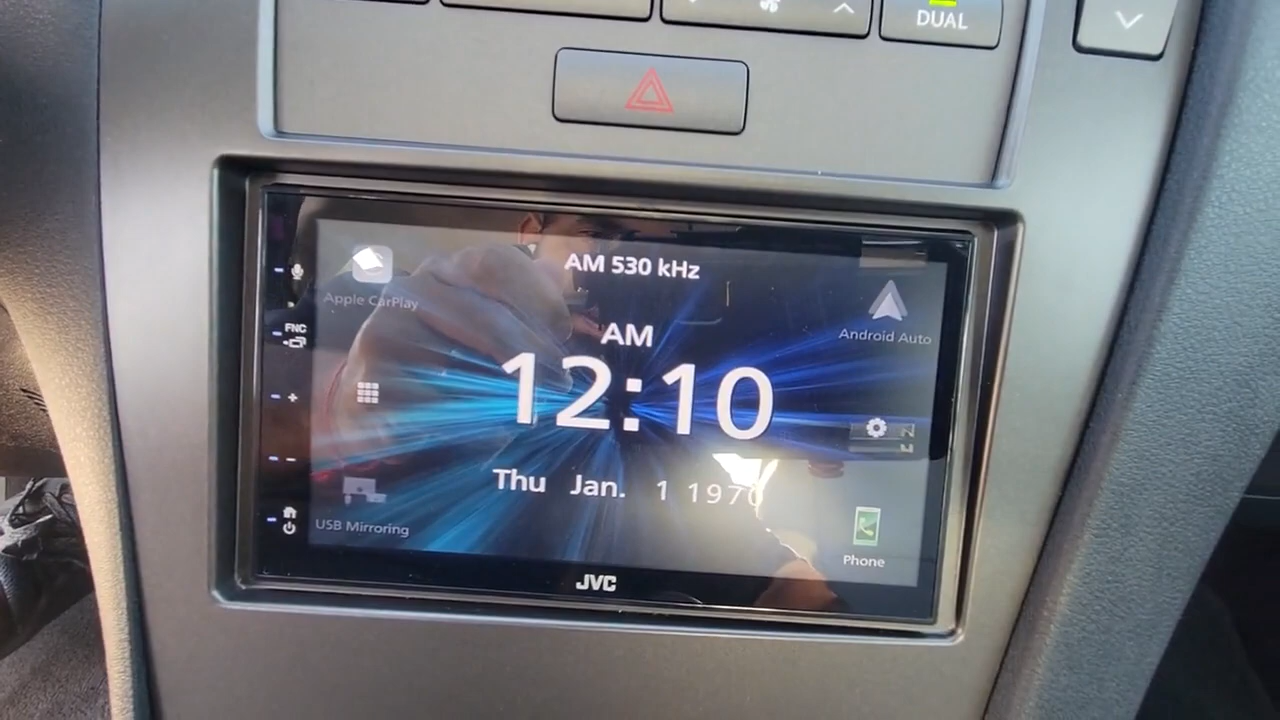 DUAL
AM 530 kHz
Apple CarPlay
Android Auto
FNC
AM
12:10
+
-
Thu Jan. 1 1970
USB Mirroring
Phone
JVC